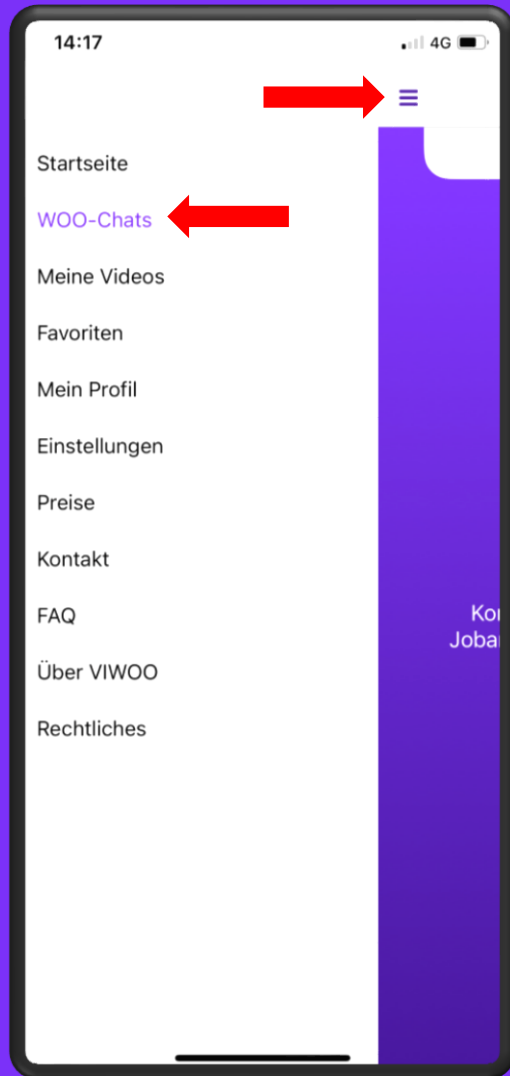 14:17
4G
Startseite
WOO-Chats
Meine Videos
Favoriten
Mein Profil
Einstellungen
Preise
Kontakt
FAQ
Über VIWOO
Rechtliches